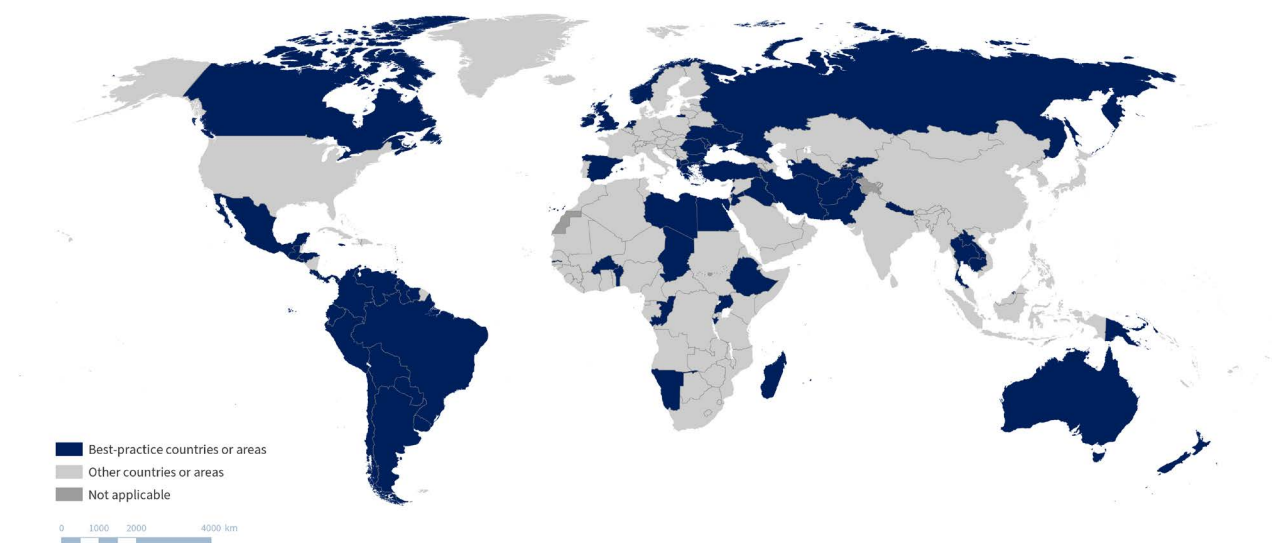 Best-practice countries or areas
Other countries or areas
Not applicable
0 1000 2000 4000 km